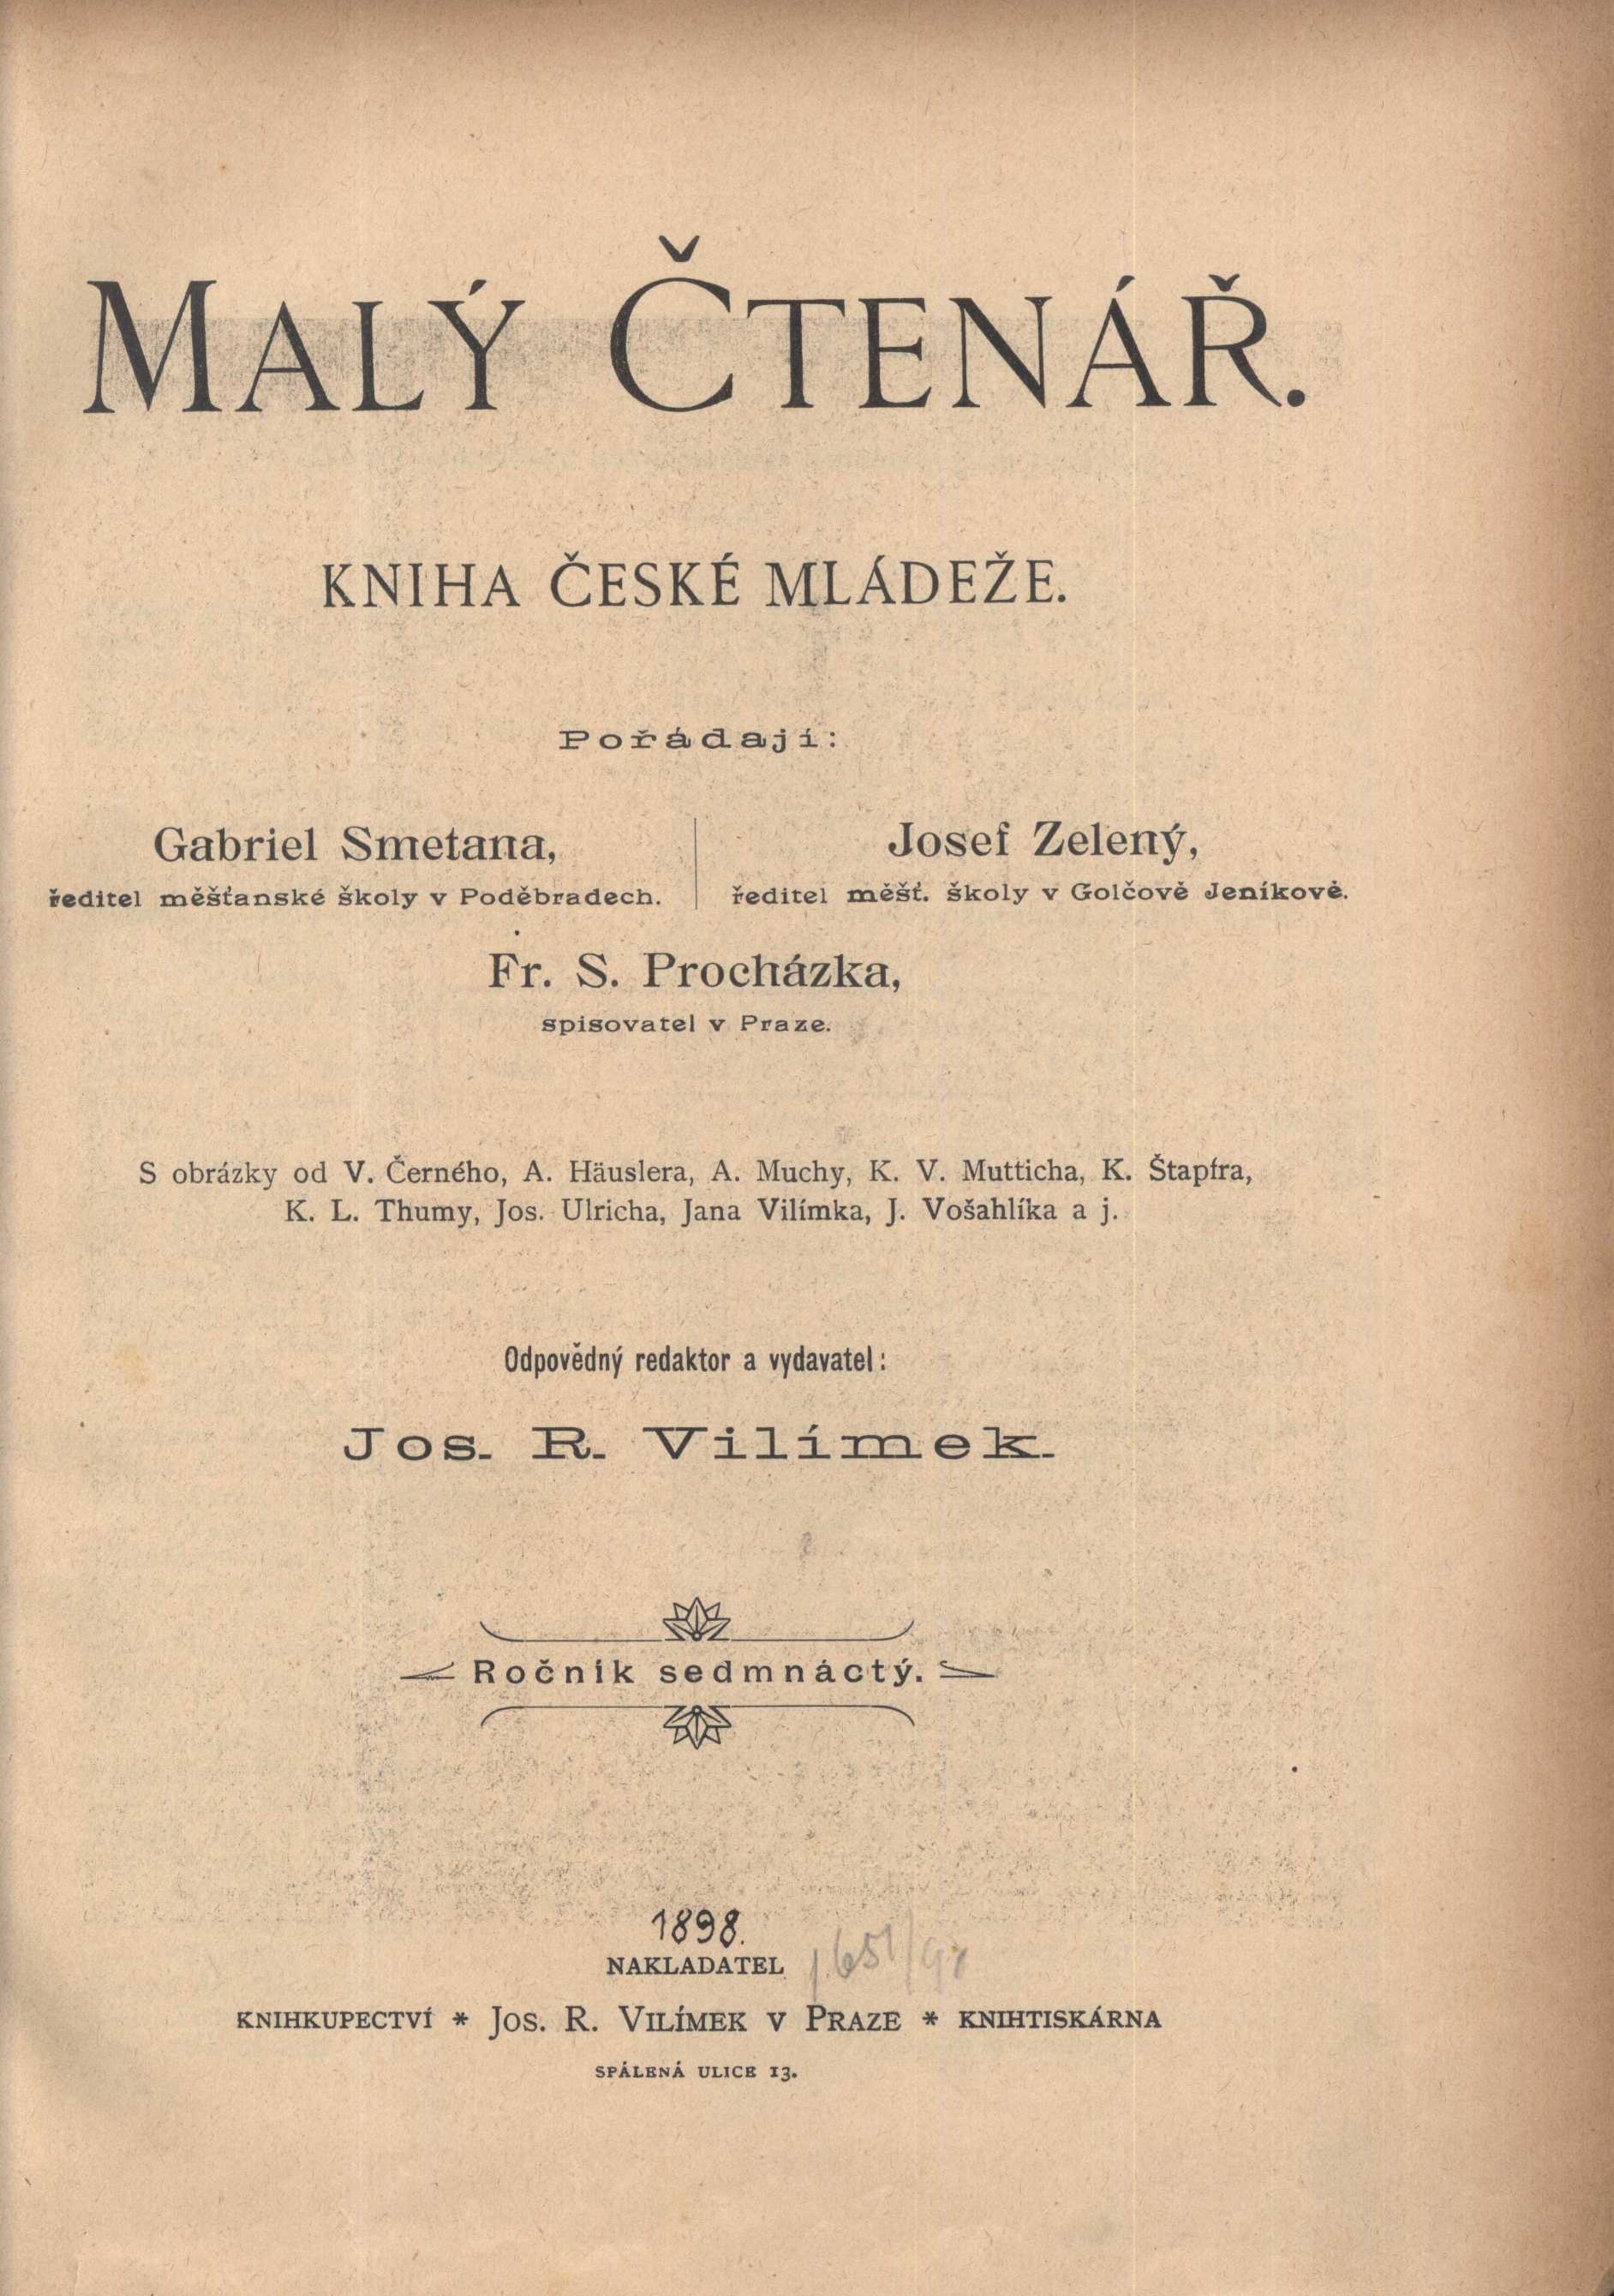 MALÝ ČTENÁŘ.
KNIHA ČESKÉ MLÁDEŽE.
Pořádají:
Gabriel Smetana,
ředitel měšťanské školy v Poděbradech.
Josef Zelený,
ředitel měšť. školy v Golčově Jeníkově.
Fr. S. Procházka,
spisovatel v Praze.
S obrázky od V. Černého, A. Häuslera, A. Muchy, K. V. Mutticha, K. Štapfra,
K. L. Thumy, Jos. Ulricha, Jana Vilímka, J. Vošahlíka a j.
Odpovědný redaktor a vydavatel:
Jos. R. Vilímek.
Ročník sedmnáctý.
1898.
NAKLADATEL
KNIHKUPECTVÍ * JOS. R. VILÍMEK V PRAZE * KNIHTISKÁRNA
SPÁLENÁ ULICE 13.